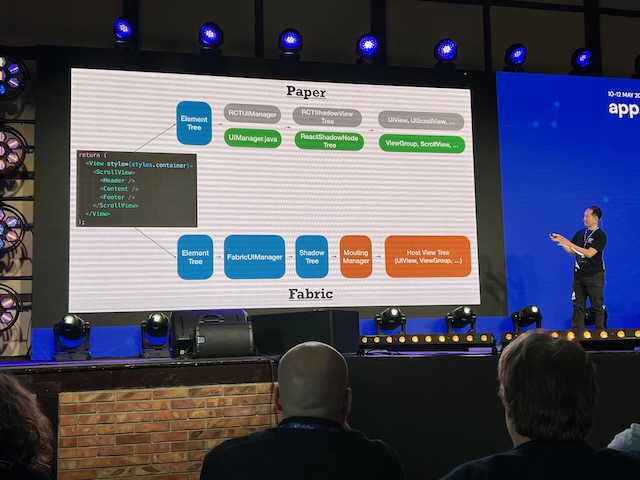 Paper
Element
Tree
RCTUIManager
RCTShadowView
Tree
UIView, UIScrollView, ...
UIManager.java
ReactShadowNode
Tree
ViewGroup, ScrollView, ...
return (
<View style={styles.container}>
<ScrollView>
<Header />
<Content />
<Footer />
</ScrollView>
</View>
);
Element
Tree
FabricUIManager
Shadow
Tree
Mouting
Manager
Host View Tree
(UIView, ViewGroup, ...)
Fabric
10-12 MAY 20
app